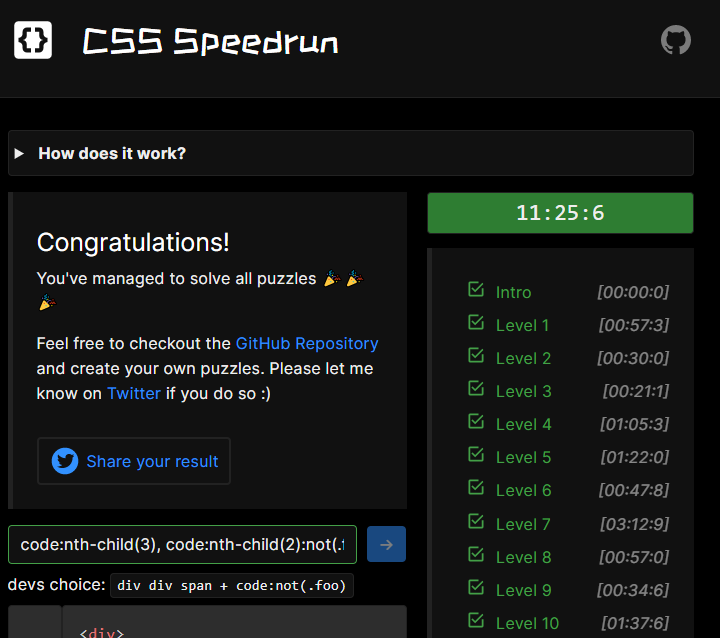 {} CSS Speedrun
▶ How does it work?
Congratulations!
You've managed to solve all puzzles 🎉 🎉
🎉
Feel free to checkout the GitHub Repository
and create your own puzzles. Please let me
know on Twitter if you do so :)
Share your result
code:nth-child(3), code:nth-child(2):not(.f
→
devs choice: div div span + code:not(.foo)
<div>
11:25:6
Intro [00:00:0]
Level 1 [00:57:3]
Level 2 [00:30:0]
Level 3 [00:21:1]
Level 4 [01:05:3]
Level 5 [01:22:0]
Level 6 [00:47:8]
Level 7 [03:12:9]
Level 8 [00:57:0]
Level 9 [00:34:6]
Level 10 [01:37:6]